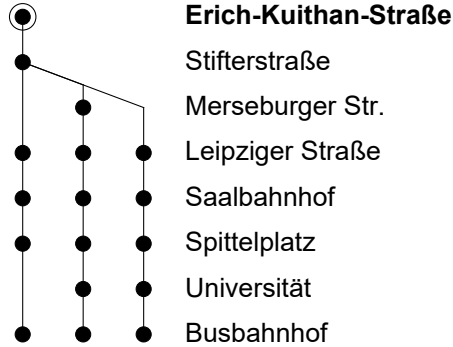 Erich-Kuithan-Straße
Stifterstraße
Merseburger Str.
Leipziger Straße
Saalbahnhof
Spittelplatz
Universität
Busbahnhof